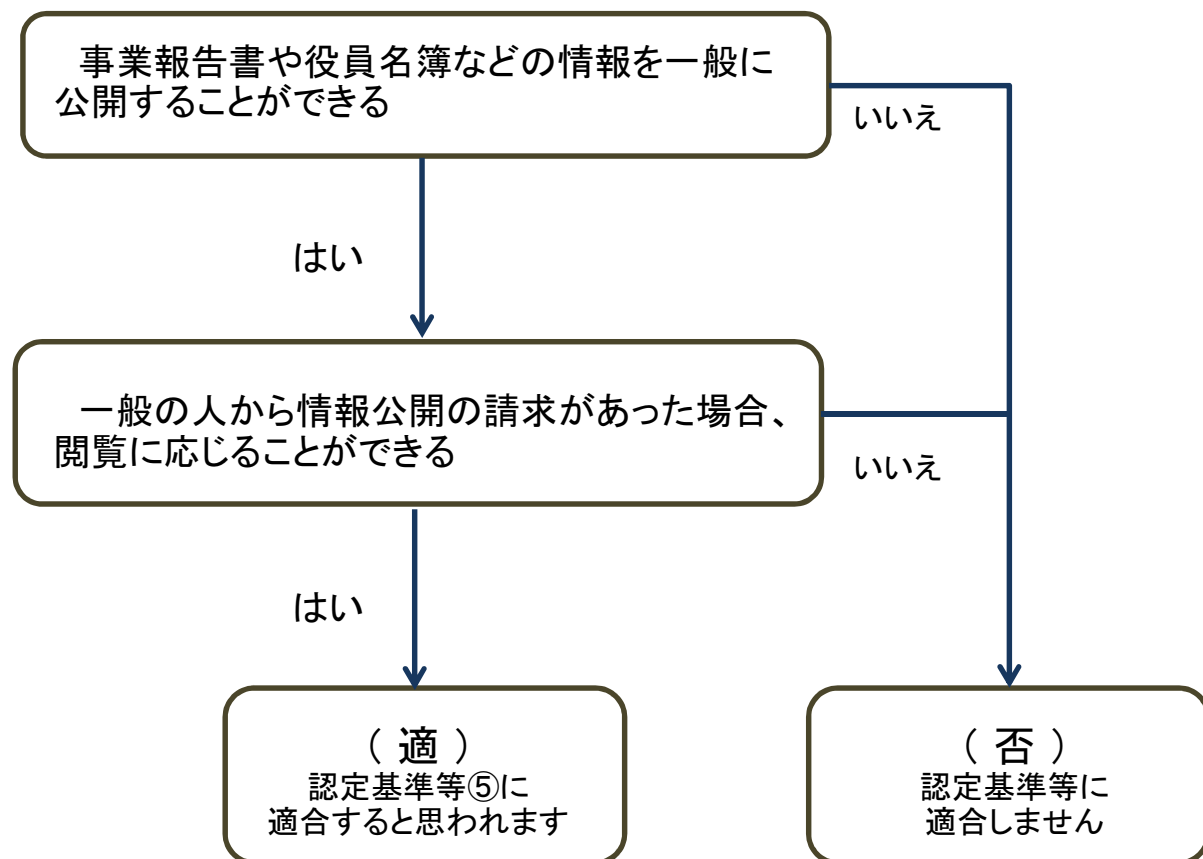 事業報告書や役員名簿などの情報を一般に
公開することができる
いいえ
はい
一般の人から情報公開の請求があった場合、
閲覧に応じることができる
いいえ
はい
（ 適 ）
認定基準等⑤に
適合すると思われます
（ 否 ）
認定基準等に
適合しません